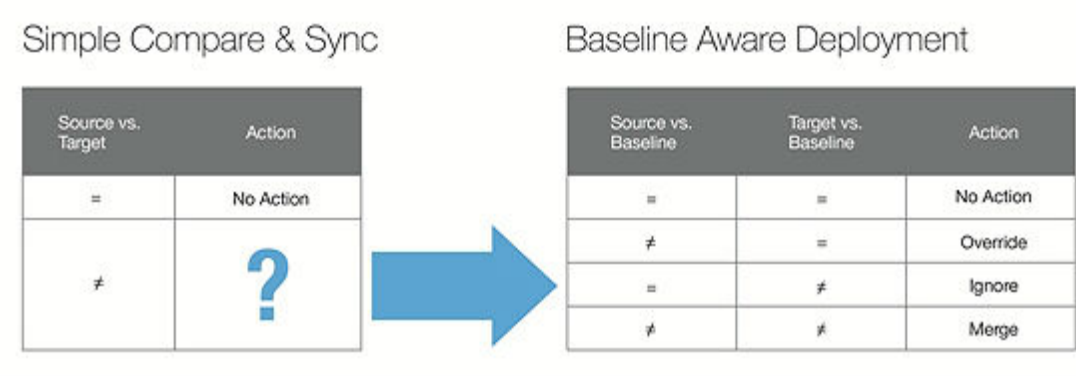 Simple Compare & Sync
Source vs.
Target
Action
=
No Action
≠
?
Baseline Aware Deployment
Source vs.
Baseline
Target vs.
Baseline
Action
=
=
No Action
≠
=
Override
=
≠
Ignore
≠
≠
Merge